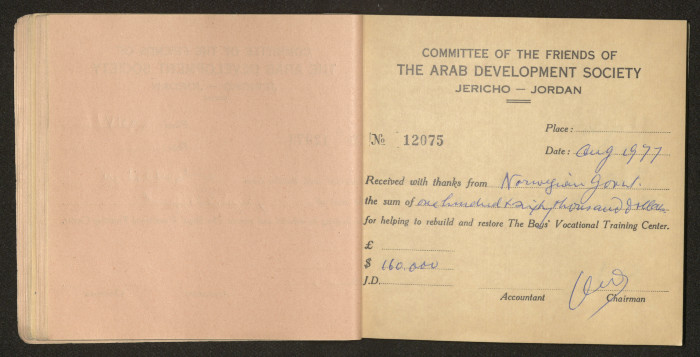 COMMITTEE OF THE FRIENDS OF
THE ARAB DEVELOPMENT SOCIETY
JERICHO — JORDAN
№ 12075
Place:
Date: Aug 1977
Received with thanks from Norwegian Govt.
the sum of one hundred & sixty thousand dollars
for helping to rebuild and restore The Boys' Vocational Training Center.
£
$ 160.000
J.D.
Accountant Chairman